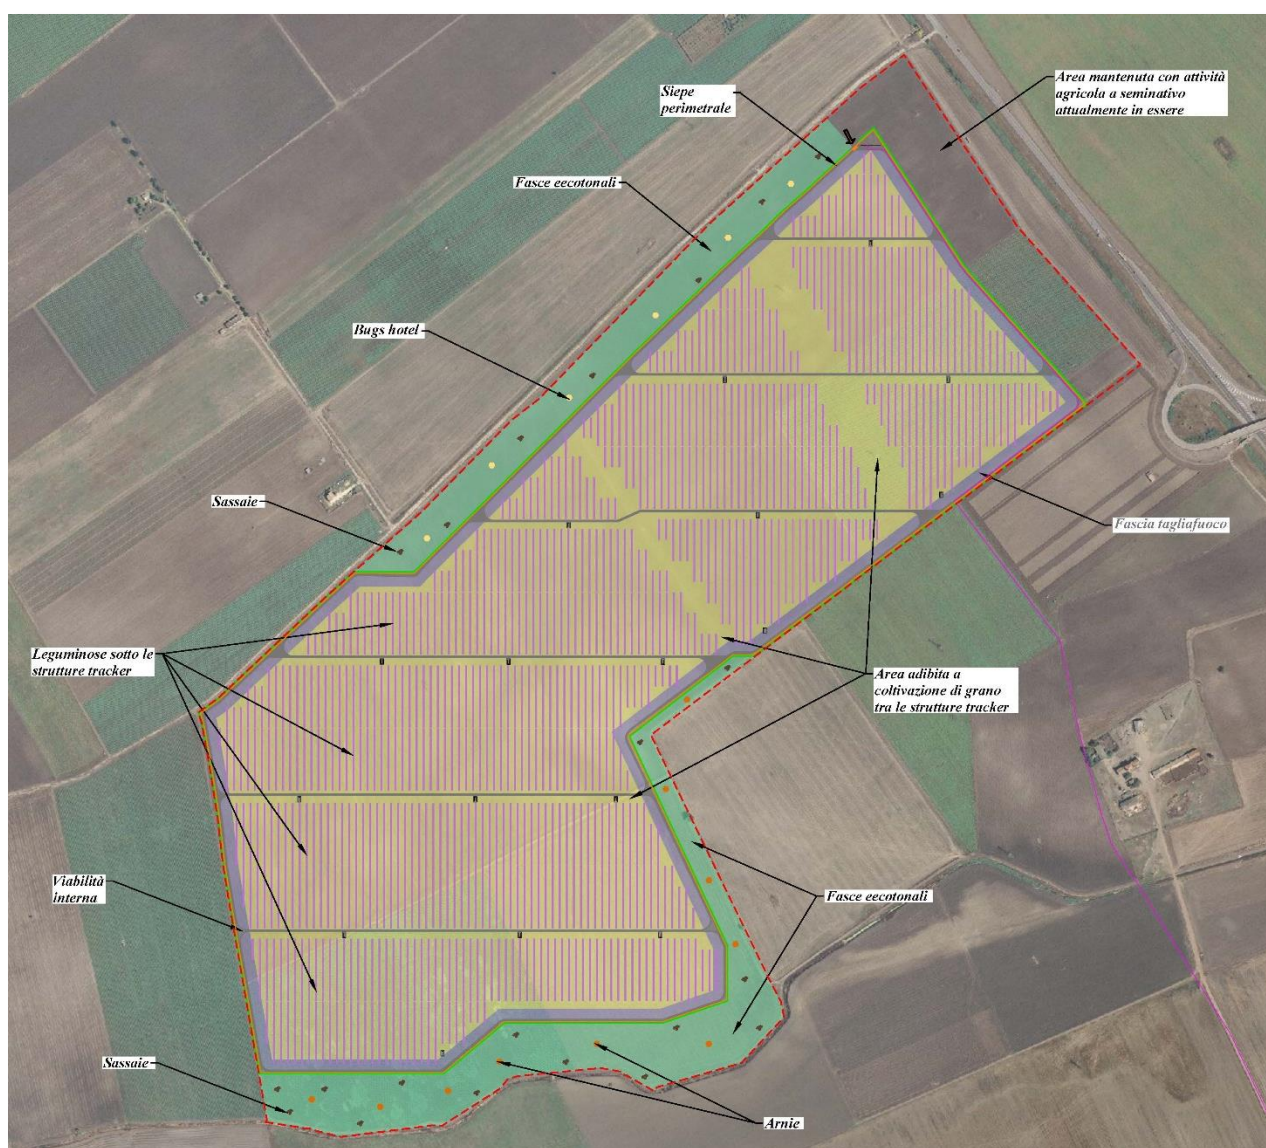 Area mantenuta con attività
agricola a seminativo
attualmente in essere
Siepe
perimetrale
Fasce eecotonali
Bugs hotel
Sassaie
Fascia tagliafuoco
Leguminose sotto le
strutture tracker
Area adibita a
coltivazione di grano
tra le strutture tracker
Viabilità
interna
Fasce eecotonali
Sassaie
Arnie